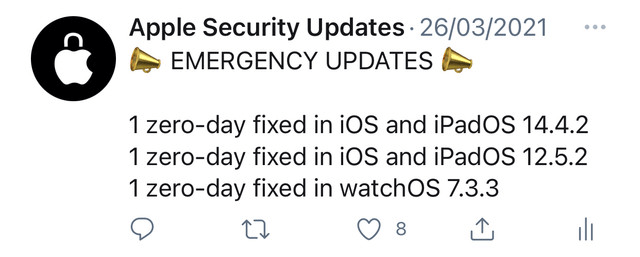 Apple Security Updates · 26/03/2021
📣 EMERGENCY UPDATES 📣
1 zero-day fixed in iOS and iPadOS 14.4.2
1 zero-day fixed in iOS and iPadOS 12.5.2
1 zero-day fixed in watchOS 7.3.3
8